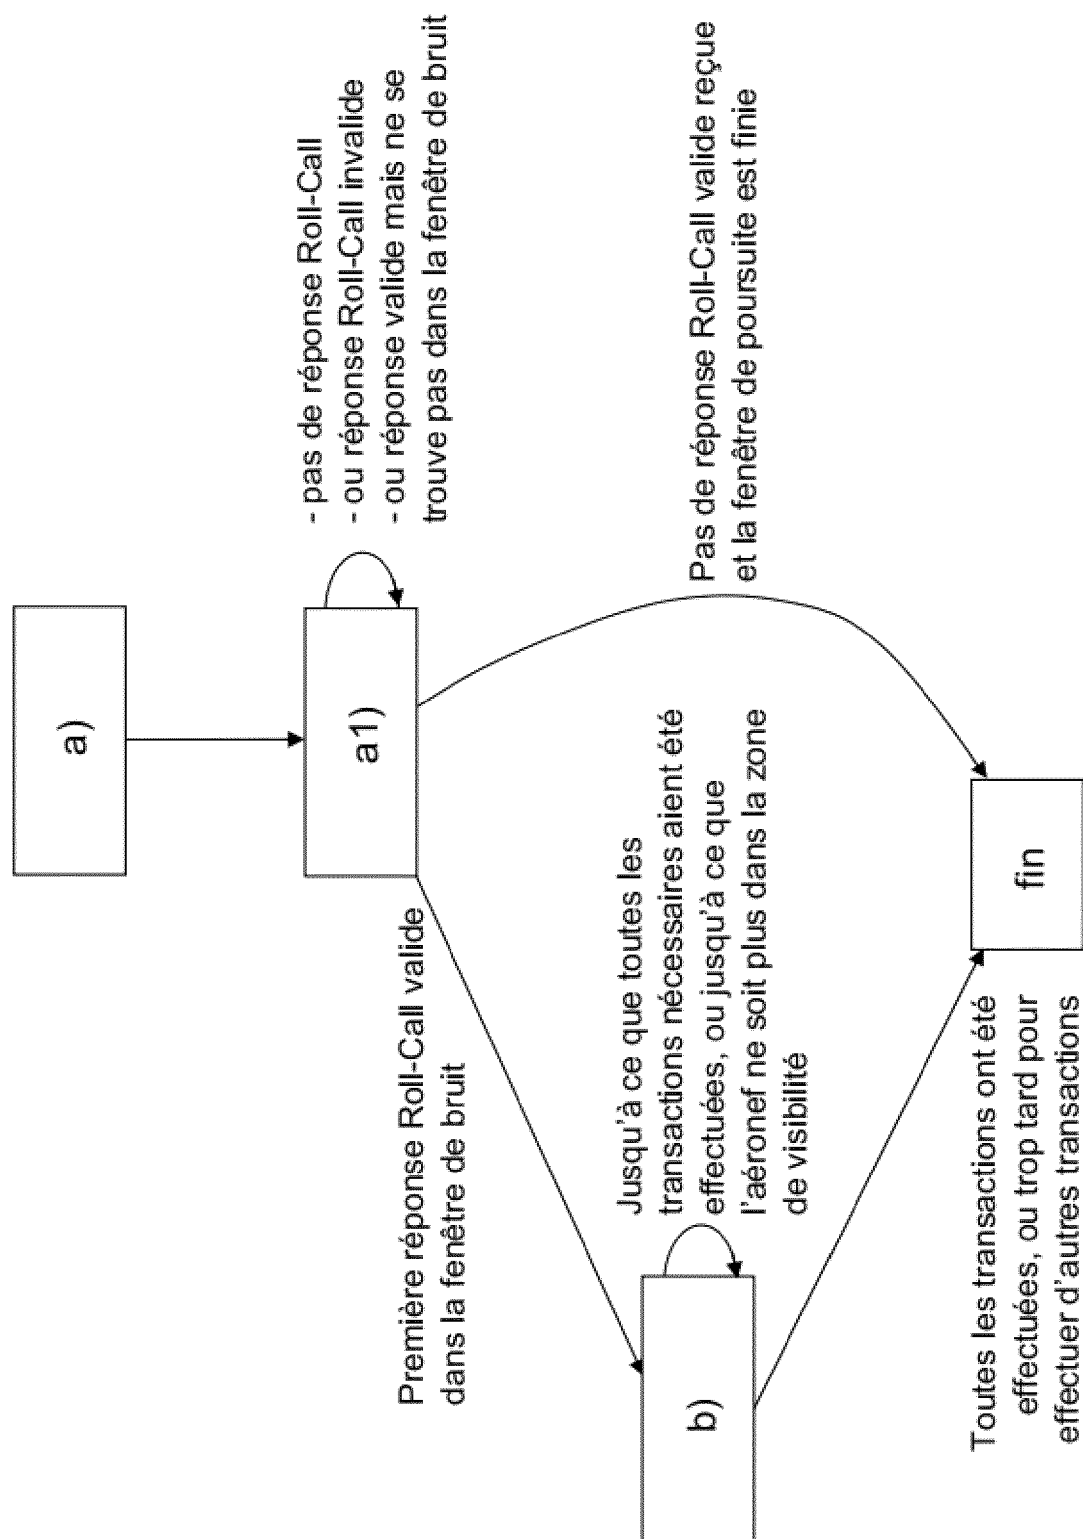 a)
a1)
- pas de réponse Roll-Call
- ou réponse Roll-Call invalide
- ou réponse valide mais ne se
trouve pas dans la fenêtre de bruit
Première réponse Roll-Call valide
dans la fenêtre de bruit
Pas de réponse Roll-Call valide reçue
et la fenêtre de poursuite est finie
b)
Jusqu'à ce que toutes les
transactions nécessaires aient été
effectuées, ou jusqu'à ce que
l'aéronef ne soit plus dans la zone
de visibilité
Toutes les transactions ont été
effectuées, ou trop tard pour
effectuer d'autres transactions
fin